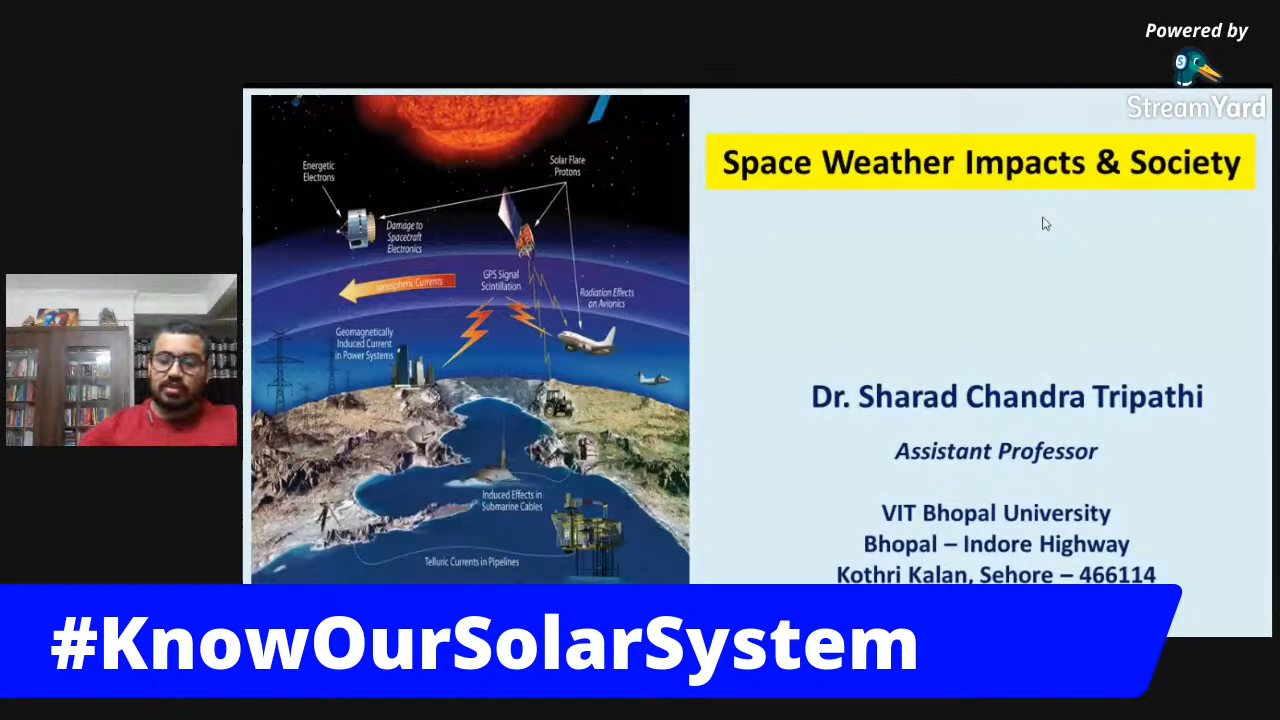 Powered by
StreamYard
Space Weather Impacts & Society
Energetic
Electrons
Solar Flare
Protons
Damage to
Spacecraft
Electronics
Ionospheric Currents
GPS Signal
Scintillation
Radiation Effects
on Avionics
Geomagnetically
Induced Current
in Power Systems
Induced Effects in
Submarine Cables
Telluric Currents in Pipelines
Dr. Sharad Chandra Tripathi
Assistant Professor
VIT Bhopal University
Bhopal – Indore Highway
Kothri Kalan, Sehore – 466114
#KnowOurSolarSystem